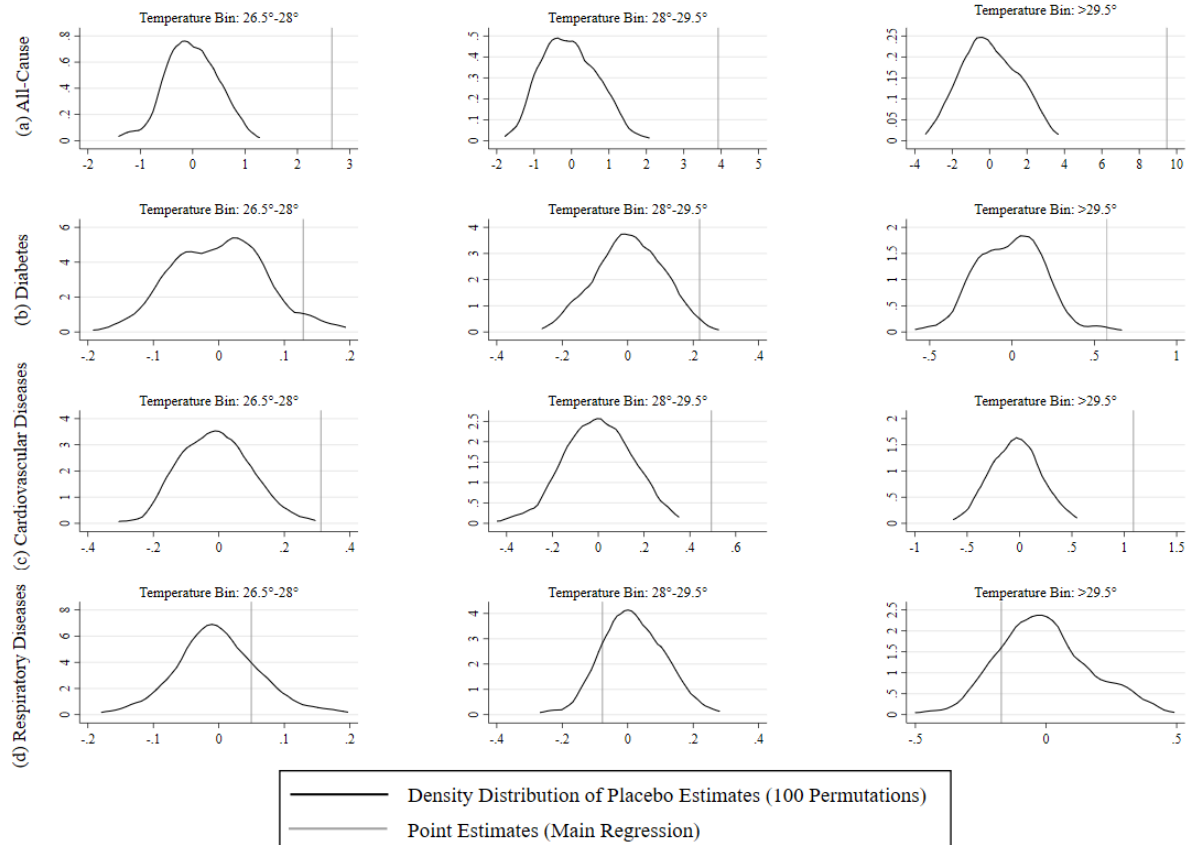 Temperature Bin: 26.5°-28°
Temperature Bin: 28°-29.5°
Temperature Bin: >29.5°
(a) All-Cause
0 .2 .4 .6 .8
-2 -1 0 1 2 3
0 .1 .2 .3 .4 .5
-2 -1 0 1 2 3 4 5
0 .05 .1 .15 .2 .25
-4 -2 0 2 4 6 8 10
Temperature Bin: 26.5°-28°
Temperature Bin: 28°-29.5°
Temperature Bin: >29.5°
(b) Diabetes
0 2 4 6
-.2 -.1 0 .1 .2
0 1 2 3 4
-.4 -.2 0 .2 .4
0 .5 1 1.5 2
-.5 0 .5 1
Temperature Bin: 26.5°-28°
Temperature Bin: 28°-29.5°
Temperature Bin: >29.5°
(c) Cardiovascular Diseases
0 1 2 3 4
-.4 -.2 0 .2 .4
0 .5 1 1.5 2 2.5
-.4 -.2 0 .2 .4 .6
0 .5 1 1.5 2
-1 -.5 0 .5 1 1.5
Temperature Bin: 26.5°-28°
Temperature Bin: 28°-29.5°
Temperature Bin: >29.5°
(d) Respiratory Diseases
0 2 4 6 8
-.2 -.1 0 .1 .2
0 1 2 3 4
-.4 -.2 0 .2 .4
0 .5 1 1.5 2 2.5
-.5 0 .5
Density Distribution of Placebo Estimates (100 Permutations)
Point Estimates (Main Regression)